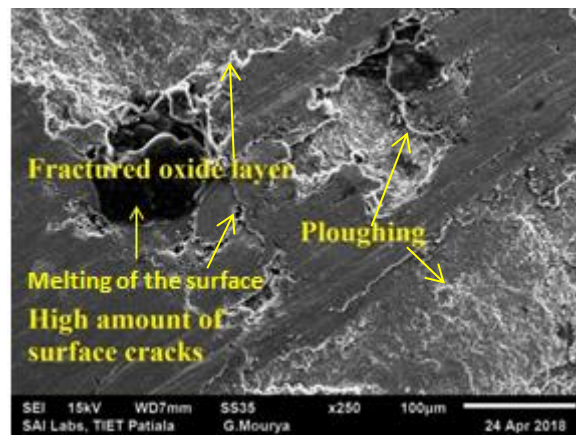 Fractured oxide layer
Ploughing
Melting of the surface
High amount of
surface cracks
SEI 15kV WD7mm SS35 x250 100µm
SAI Labs, TIET Patiala G.Mourya 24 Apr 2018